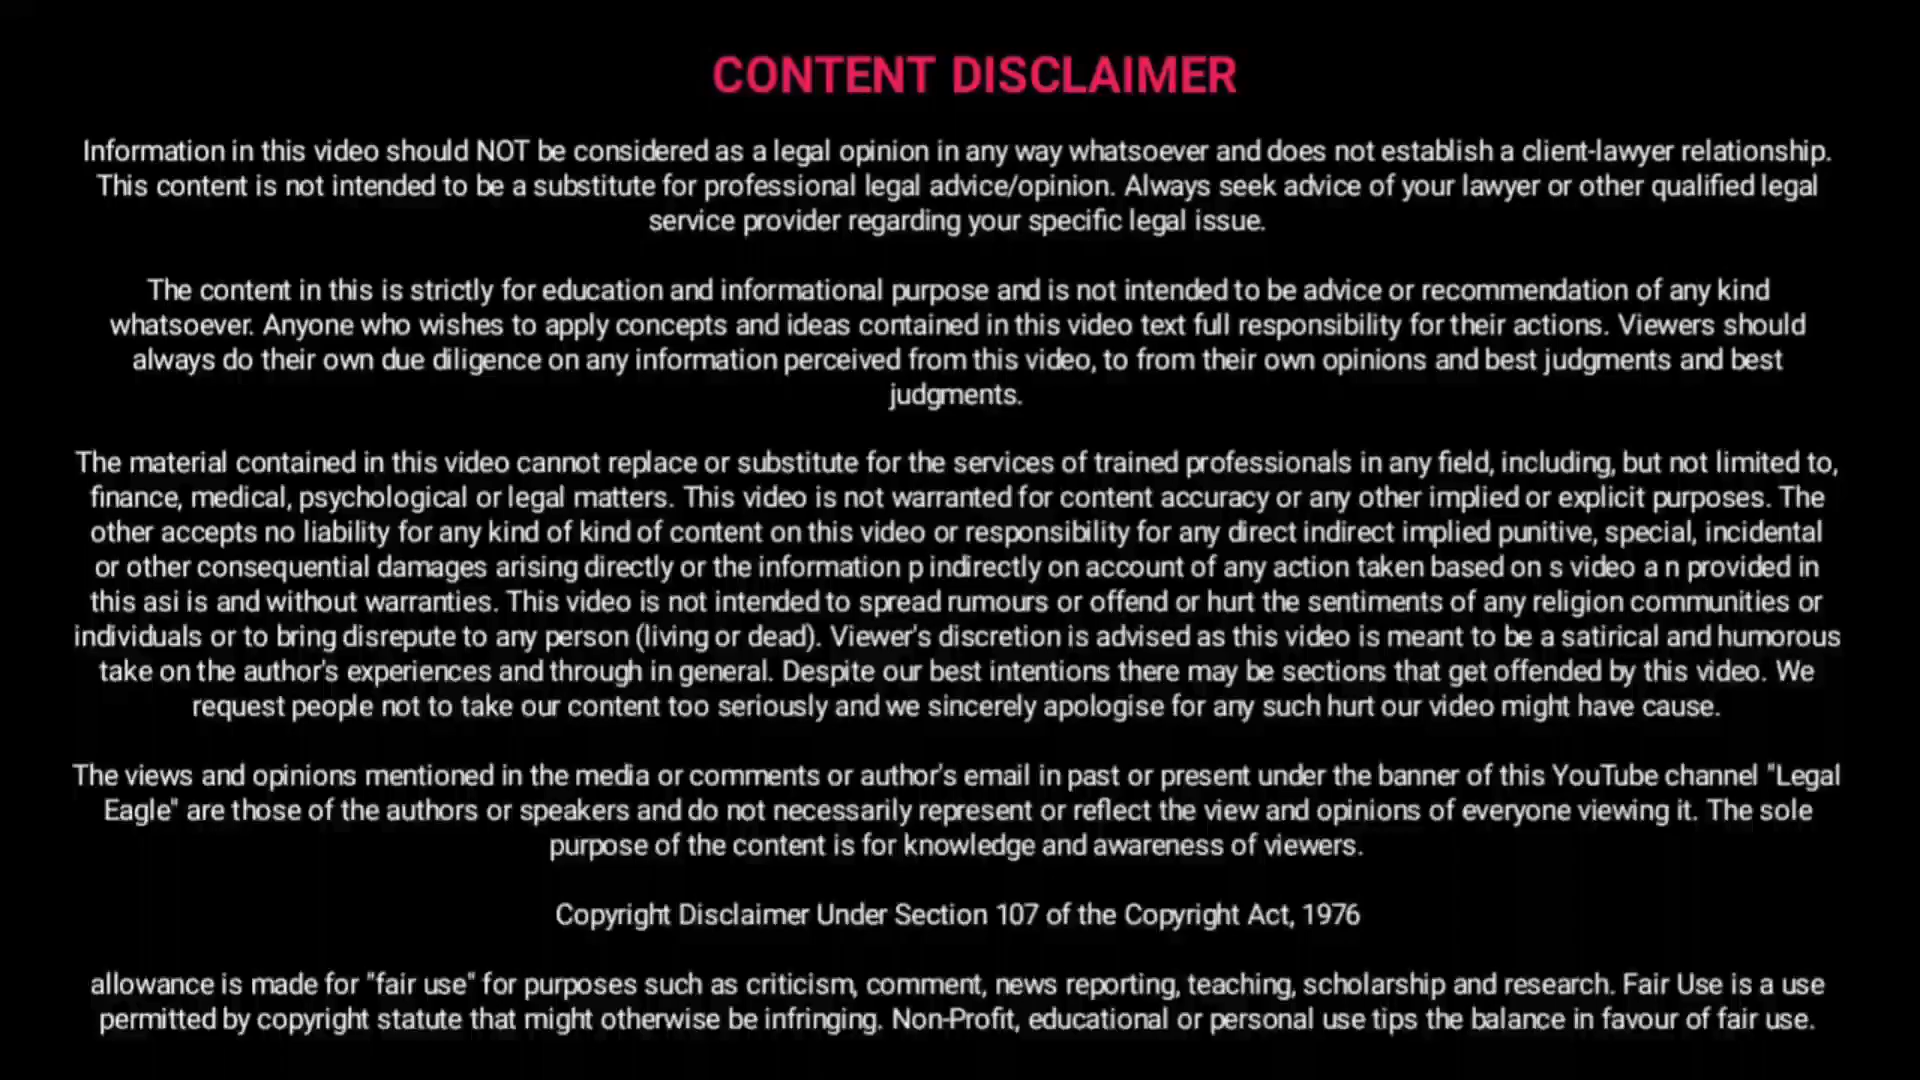 CONTENT DISCLAIMER
Information in this video should NOT be considered as a legal opinion in any way whatsoever and does not establish a client-lawyer relationship.
This content is not intended to be a substitute for professional legal advice/opinion. Always seek advice of your lawyer or other qualified legal
service provider regarding your specific legal issue.
The content in this is strictly for education and informational purpose and is not intended to be advice or recommendation of any kind
whatsoever. Anyone who wishes to apply concepts and ideas contained in this video text full responsibility for their actions. Viewers should
always do their own due diligence on any information perceived from this video, to from their own opinions and best judgments and best
judgments.
The material contained in this video cannot replace or substitute for the services of trained professionals in any field, including, but not limited to,
finance, medical, psychological or legal matters. This video is not warranted for content accuracy or any other implied or explicit purposes. The
other accepts no liability for any kind of kind of content on this video or responsibility for any direct indirect implied punitive, special, incidental
or other consequential damages arising directly or the information p indirectly on account of any action taken based on s video a n provided in
this asi is and without warranties. This video is not intended to spread rumours or offend or hurt the sentiments of any religion communities or
individuals or to bring disrepute to any person (living or dead). Viewer's discretion is advised as this video is meant to be a satirical and humorous
take on the author's experiences and through in general. Despite our best intentions there may be sections that get offended by this video. We
request people not to take our content too seriously and we sincerely apologise for any such hurt our video might have cause.
The views and opinions mentioned in the media or comments or author's email in past or present under the banner of this YouTube channel "Legal
Eagle" are those of the authors or speakers and do not necessarily represent or reflect the view and opinions of everyone viewing it. The sole
purpose of the content is for knowledge and awareness of viewers.
Copyright Disclaimer Under Section 107 of the Copyright Act, 1976
allowance is made for "fair use" for purposes such as criticism, comment, news reporting, teaching, scholarship and research. Fair Use is a use
permitted by copyright statute that might otherwise be infringing. Non-Profit, educational or personal use tips the balance in favour of fair use.